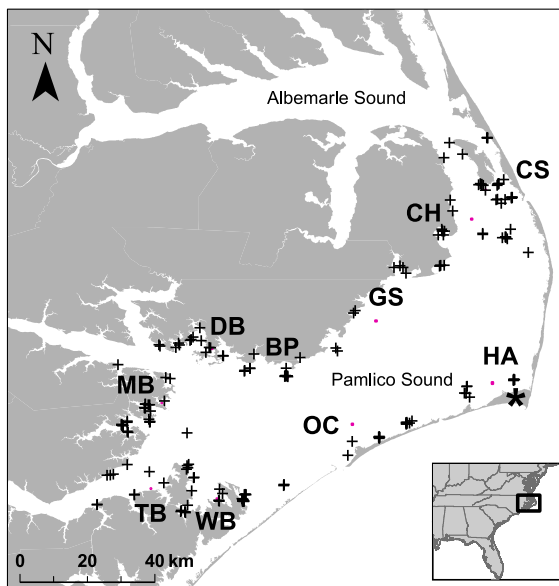 N
Albemarle Sound
CS
CH
GS
DB
BP
HA
MB
Pamlico Sound
OC
TB
WB
0 20 40 km